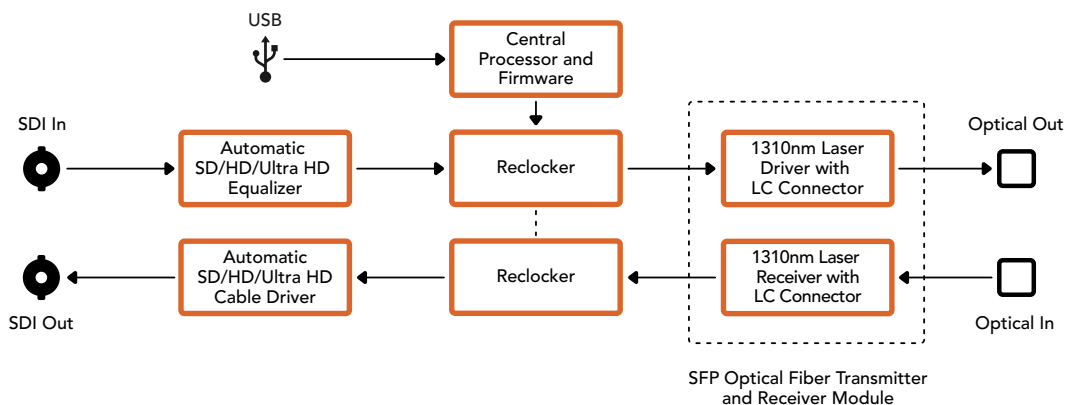 USB
Central
Processor and
Firmware
SDI In
Automatic
SD/HD/Ultra HD
Equalizer
Reclocker
1310nm Laser
Driver with
LC Connector
Optical Out
SDI Out
Automatic
SD/HD/Ultra HD
Cable Driver
Reclocker
1310nm Laser
Receiver with
LC Connector
Optical In
SFP Optical Fiber Transmitter
and Receiver Module